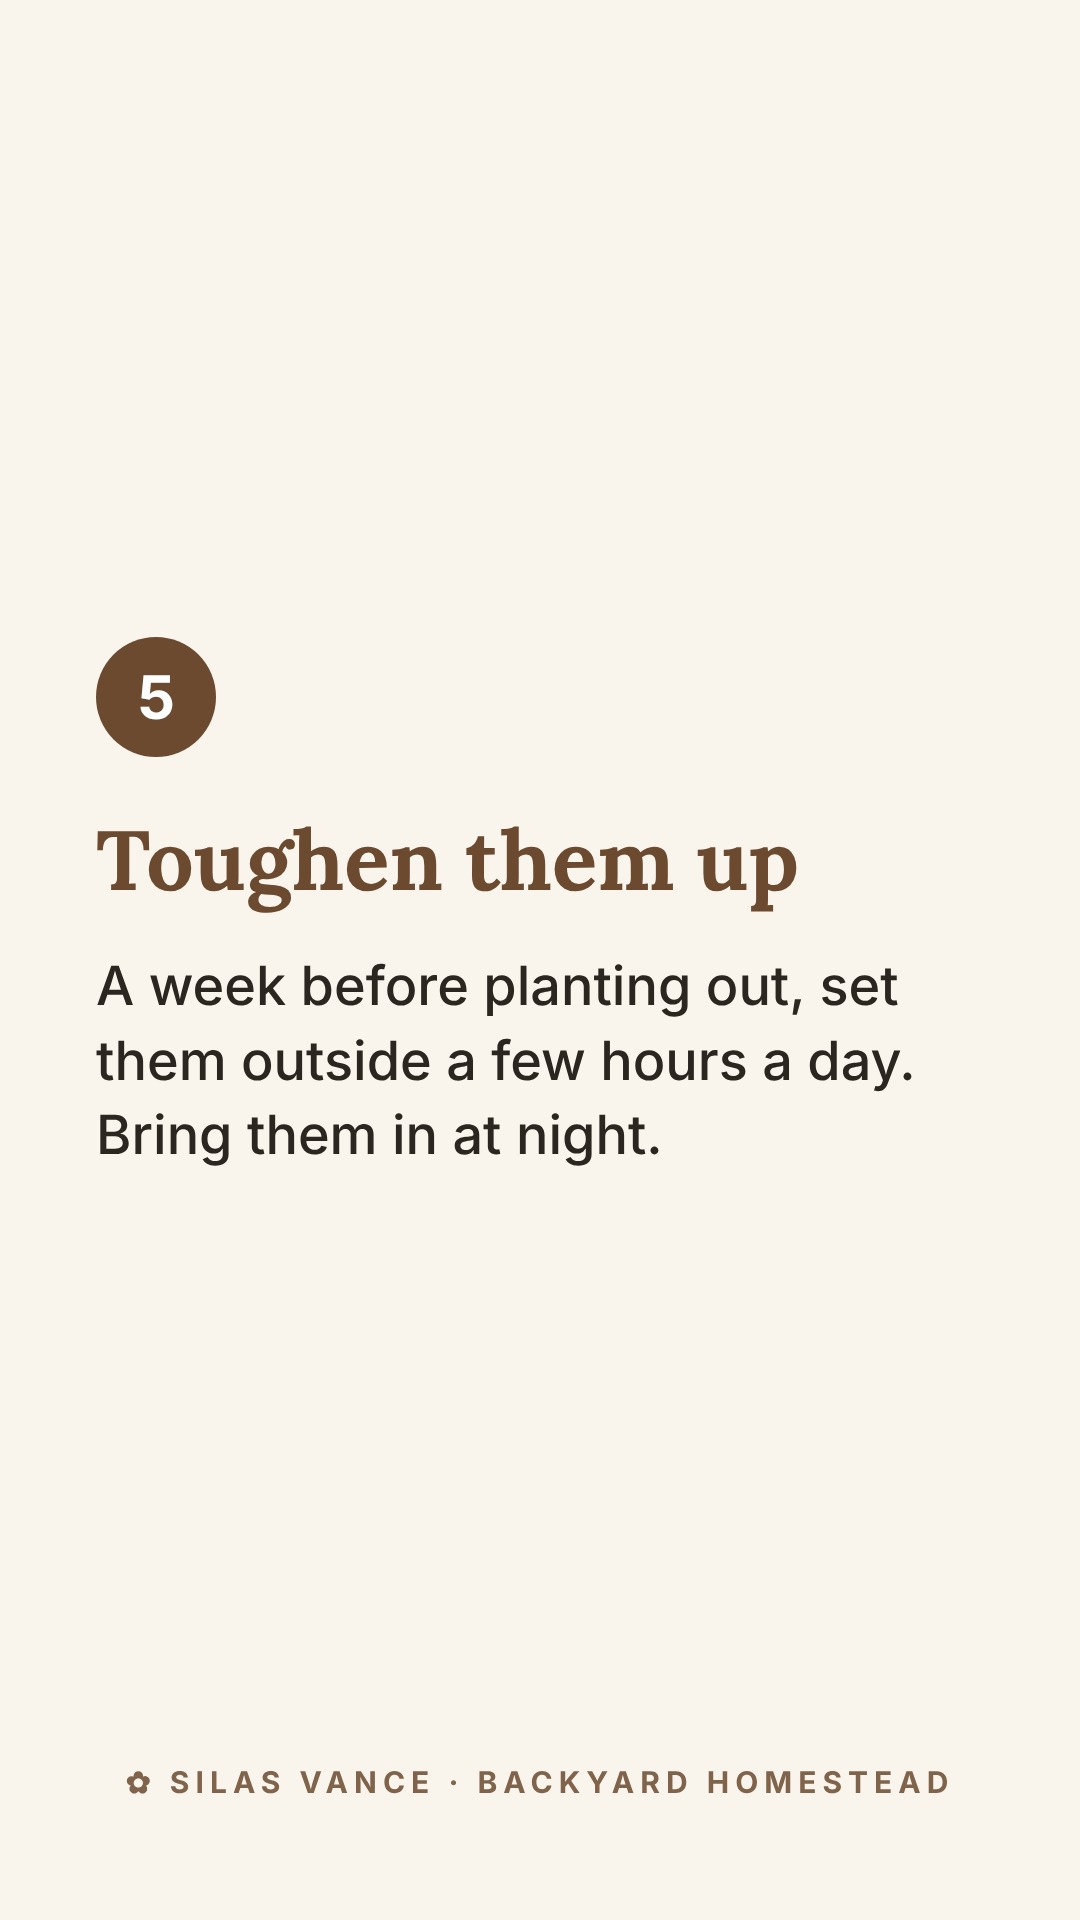 5
Toughen them up
A week before planting out, set
them outside a few hours a day.
Bring them in at night.
✿ SILAS VANCE · BACKYARD HOMESTEAD